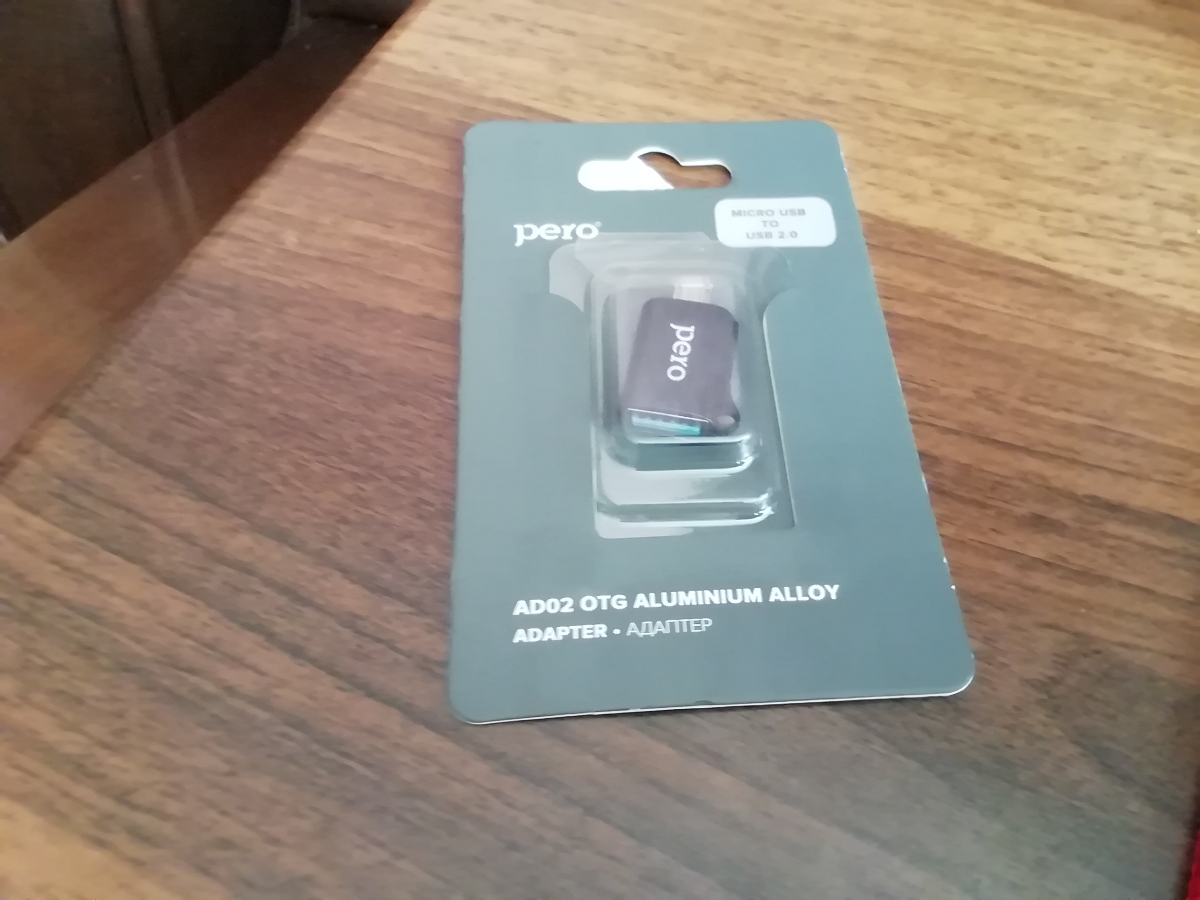 pero®
MICRO USB
TO
USB 2.0
pero
AD02 OTG ALUMINIUM ALLOY
ADAPTER • АДАПТЕР